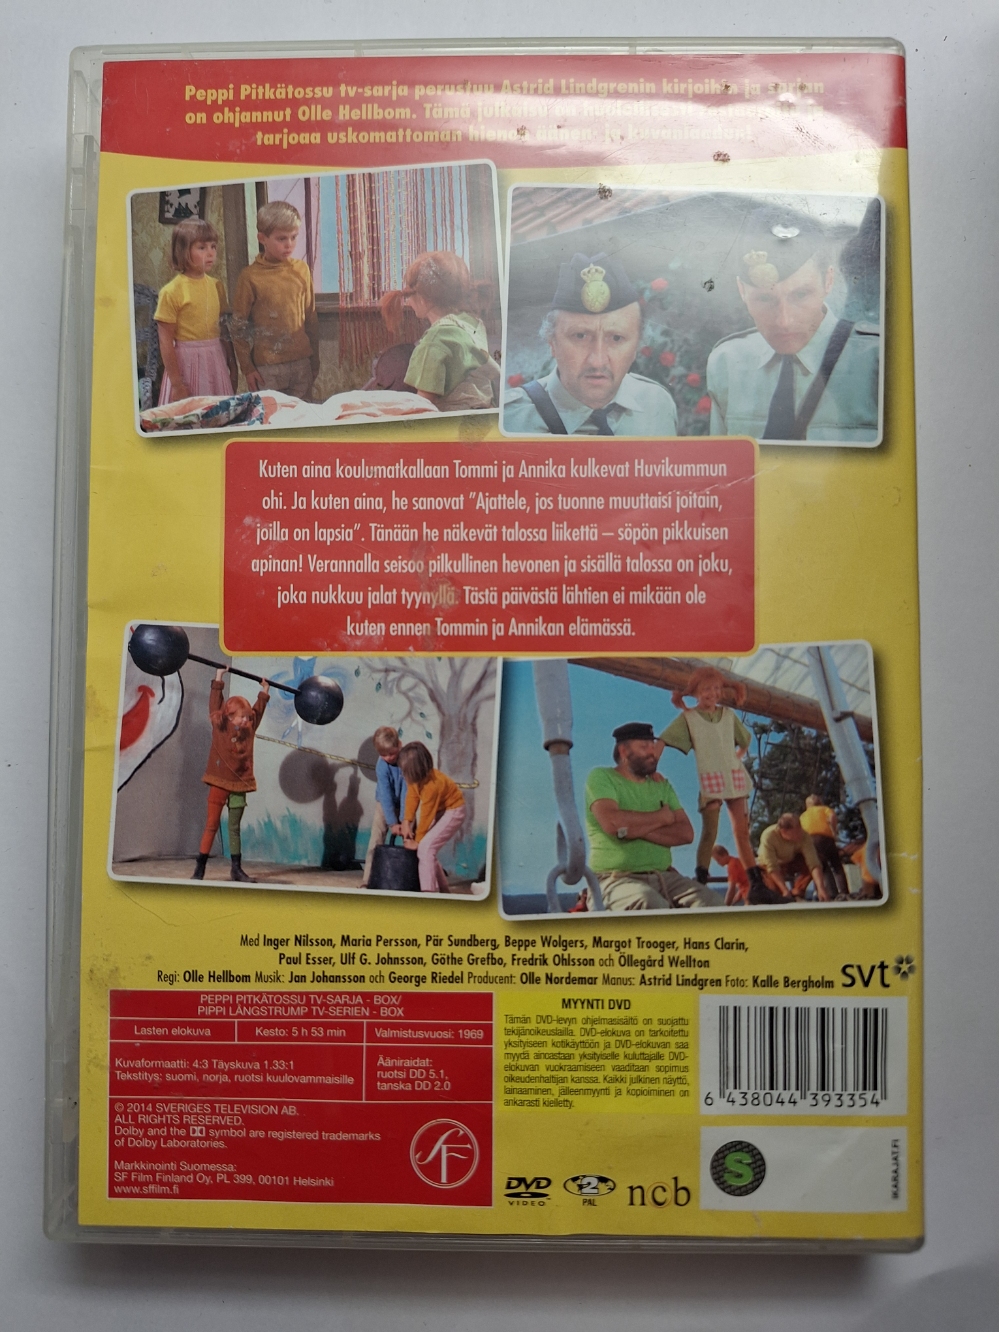 Peppi Pitkätossu tv-sarja perustuu Astrid Lindgrenin kirjoihin ja sarjan
on ohjannut Olle Hellbom. Tämä julkaisu on huolellisesti
tarjoaa uskomattoman hienon äänen- ja kuvanlaadun!
Kuten aina koulumatkallaan Tommi ja Annika kulkevat Huvikummun
ohi. Ja kuten aina, he sanovat "Ajattele, jos tuonne muuttaisi joitain,
joilla on lapsia". Tänään he näkevät talossa liikettä – söpön pikkuisen
apinan! Verannalla seisoo pilkullinen hevonen ja sisällä talossa on joku,
joka nukkuu jalat tyynyllä. Tästä päivästä lähtien ei mikään ole
kuten ennen Tommin ja Annikan elämässä.
Med Inger Nilsson, Maria Persson, Pär Sundberg, Beppe Wolgers, Margot Trooger, Hans Clarin,
Paul Esser, Ulf G. Johnsson, Göthe Grefbo, Fredrik Ohlsson och Öllegård Wellton
Regi: Olle Hellbom Musik: Jan Johansson och George Riedel Producent: Olle Nordemar Manus: Astrid Lindgren Foto: Kalle Bergholm
svt
PEPPI PITKÄTOSSU TV-SARJA - BOX/
PIPPI LÅNGSTRUMP TV-SERIEN - BOX
Lasten elokuva
Kesto: 5 h 53 min
Valmistusvuosi: 1969
Kuvaformaatti: 4:3 Täyskuva 1.33:1
Tekstitys: suomi, norja, ruotsi kuulovammaisille
Ääniraidat:
ruotsi DD 5.1,
tanska DD 2.0
© 2014 SVERIGES TELEVISION AB.
ALL RIGHTS RESERVED.
Dolby and the symbol are registered trademarks
of Dolby Laboratories.
Markkinointi Suomessa:
SF Film Finland Oy, PL 399, 00101 Helsinki
www.sffilm.fi
SF
MYYNTI DVD
Tämän DVD-levyn ohjelmasisältö on suojattu
tekijänoikeuslailla. DVD-elokuva on tarkoitettu
yksityiseen kotikäyttöön ja DVD-elokuvan saa
myydä ainoastaan yksityiselle kuluttajalle DVD-
elokuvan vuokraamiseen vaaditaan sopimus
oikeudenhaltijan kanssa. Kaikki julkinen näyttö,
lainaaminen, jälleenmyynti ja kopioiminen on
ankarasti kielletty.
6 438044 393354
DVD
VIDEO
2
PAL
ncb
S
IKARAJAT.FI